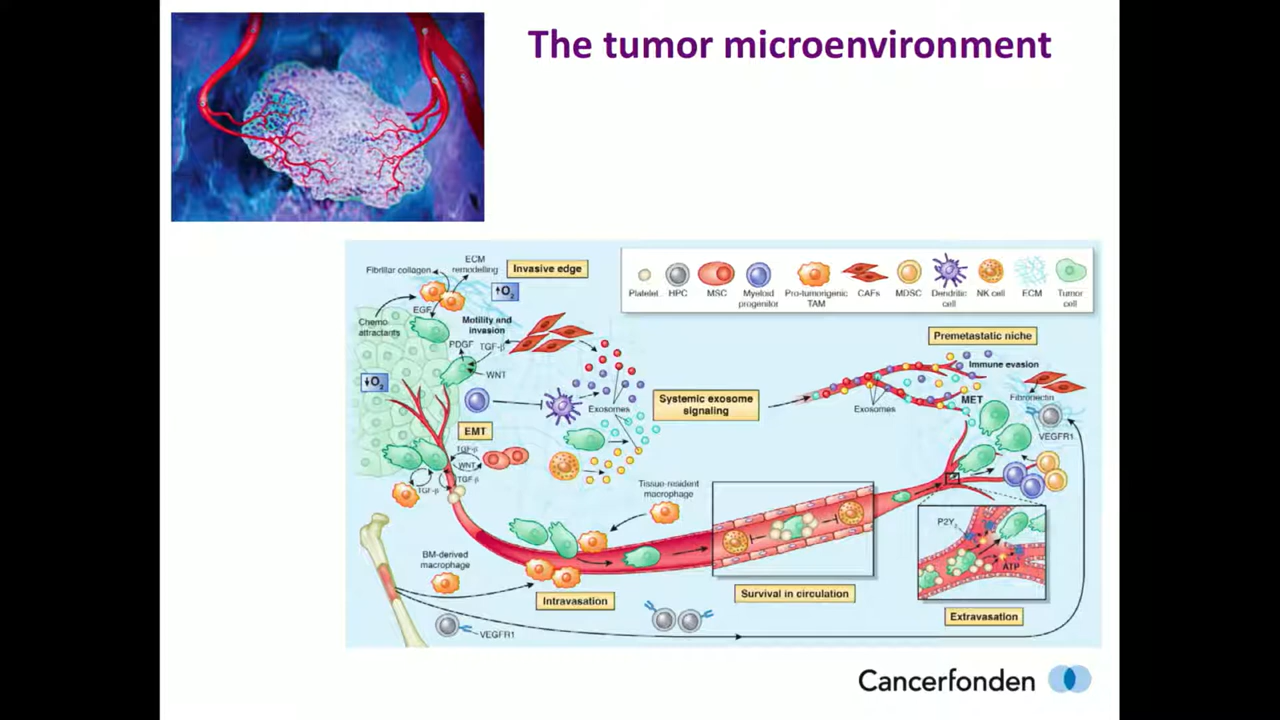 The tumor microenvironment
ECM
remodelling
Fibrillar collagen
Invasive edge
↑O₂
EGF
Chemo-
attractants
Motility and
invasion
PDGF
TGF-β
WNT
↓O₂
EMT
TGF-β
WNT
TGF-β
TGF-β
Exosomes
Systemic exosome
signaling
Platelet
HPC
MSC
Myeloid
progenitor
Pro-tumorigenic
TAM
CAFs
MDSC
Dendritic
cell
NK cell
ECM
Tumor
cell
Premetastatic niche
Immune evasion
MET
Fibronectin
Exosomes
VEGFR1
Tissue-resident
macrophage
BM-derived
macrophage
Intravasation
Survival in circulation
P2Y₂
ATP
Extravasation
VEGFR1
Cancerfonden